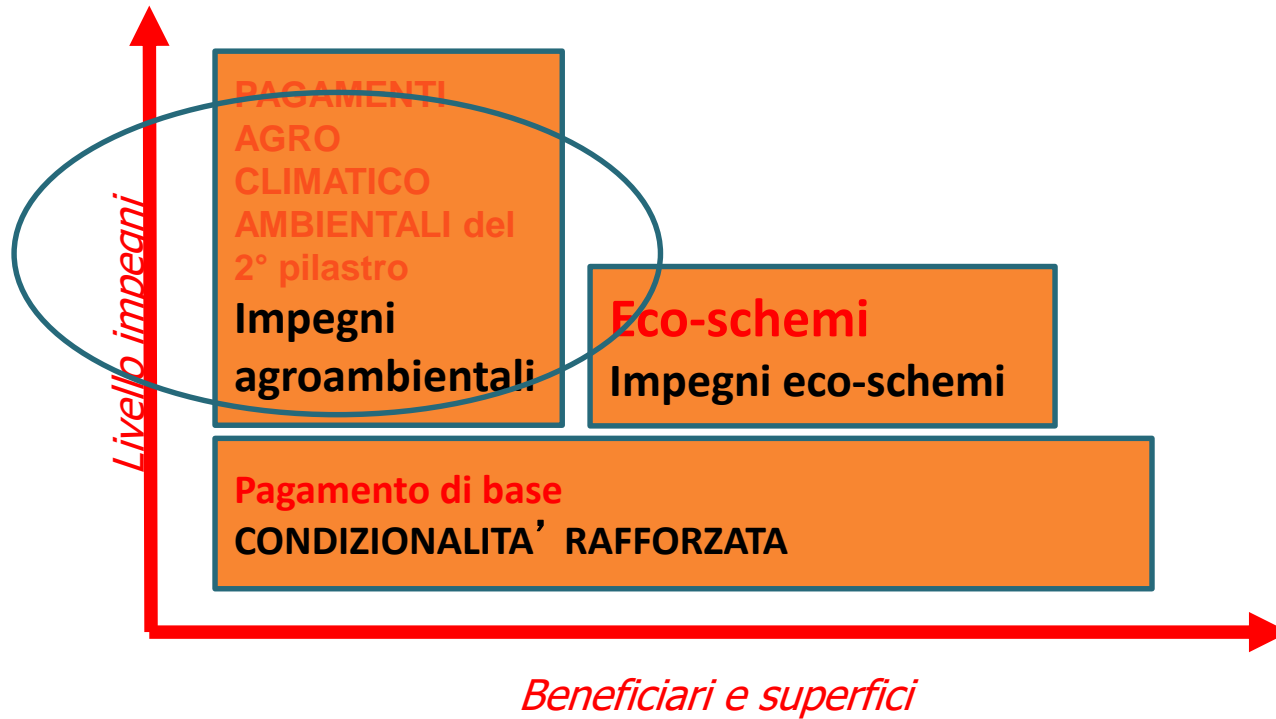 PAGAMENTI
AGRO
CLIMATICO
AMBIENTALI del
2° pilastro
Impegni
agroambientali
Eco-schemi
Impegni eco-schemi
Pagamento di base
CONDIZIONALITA’ RAFFORZATA
Livello impegni
Beneficiari e superfici